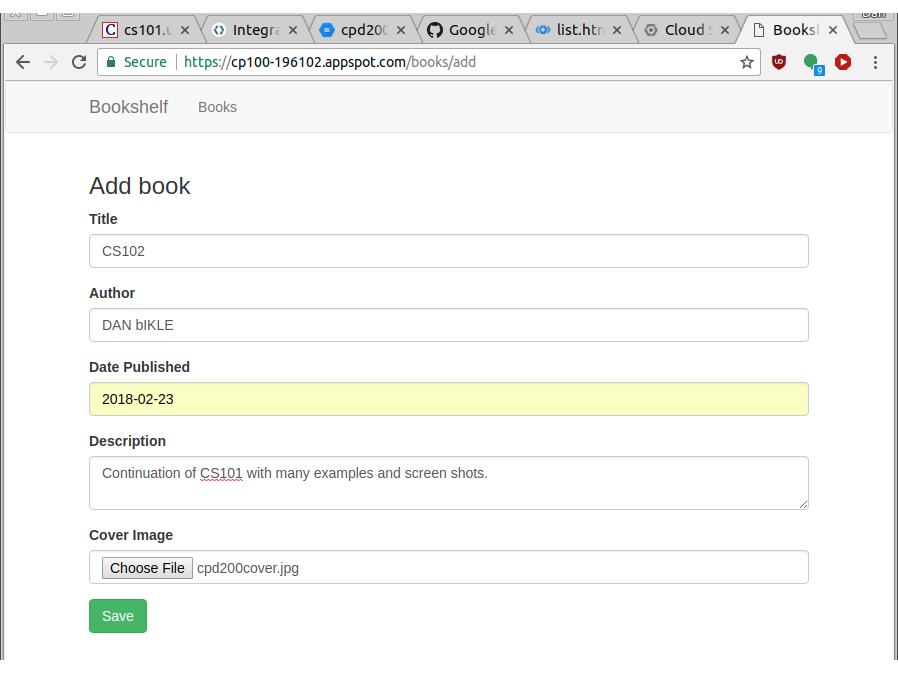 cs101.u Integra cpd200 Google list.htm Cloud S Books Dan
Secure https://cp100-196102.appspot.com/books/add 9
Bookshelf Books
Add book
Title
CS102
Author
DAN bIKLE
Date Published
2018-02-23
Description
Continuation of CS101 with many examples and screen shots.
Cover Image
Choose File cpd200cover.jpg
Save